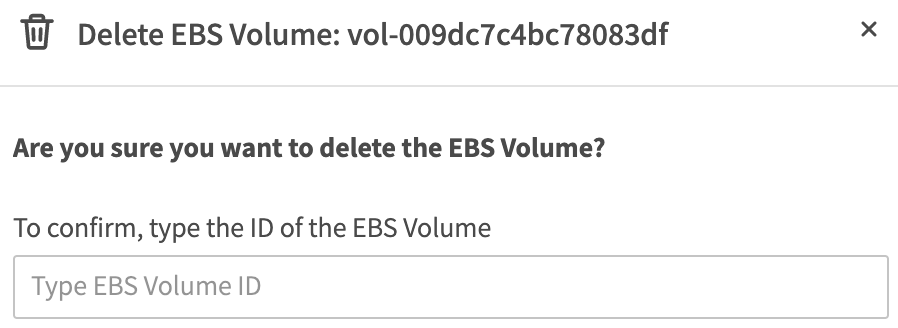 Delete EBS Volume: vol-009dc7c4bc78083df
×
Are you sure you want to delete the EBS Volume?
To confirm, type the ID of the EBS Volume
Type EBS Volume ID